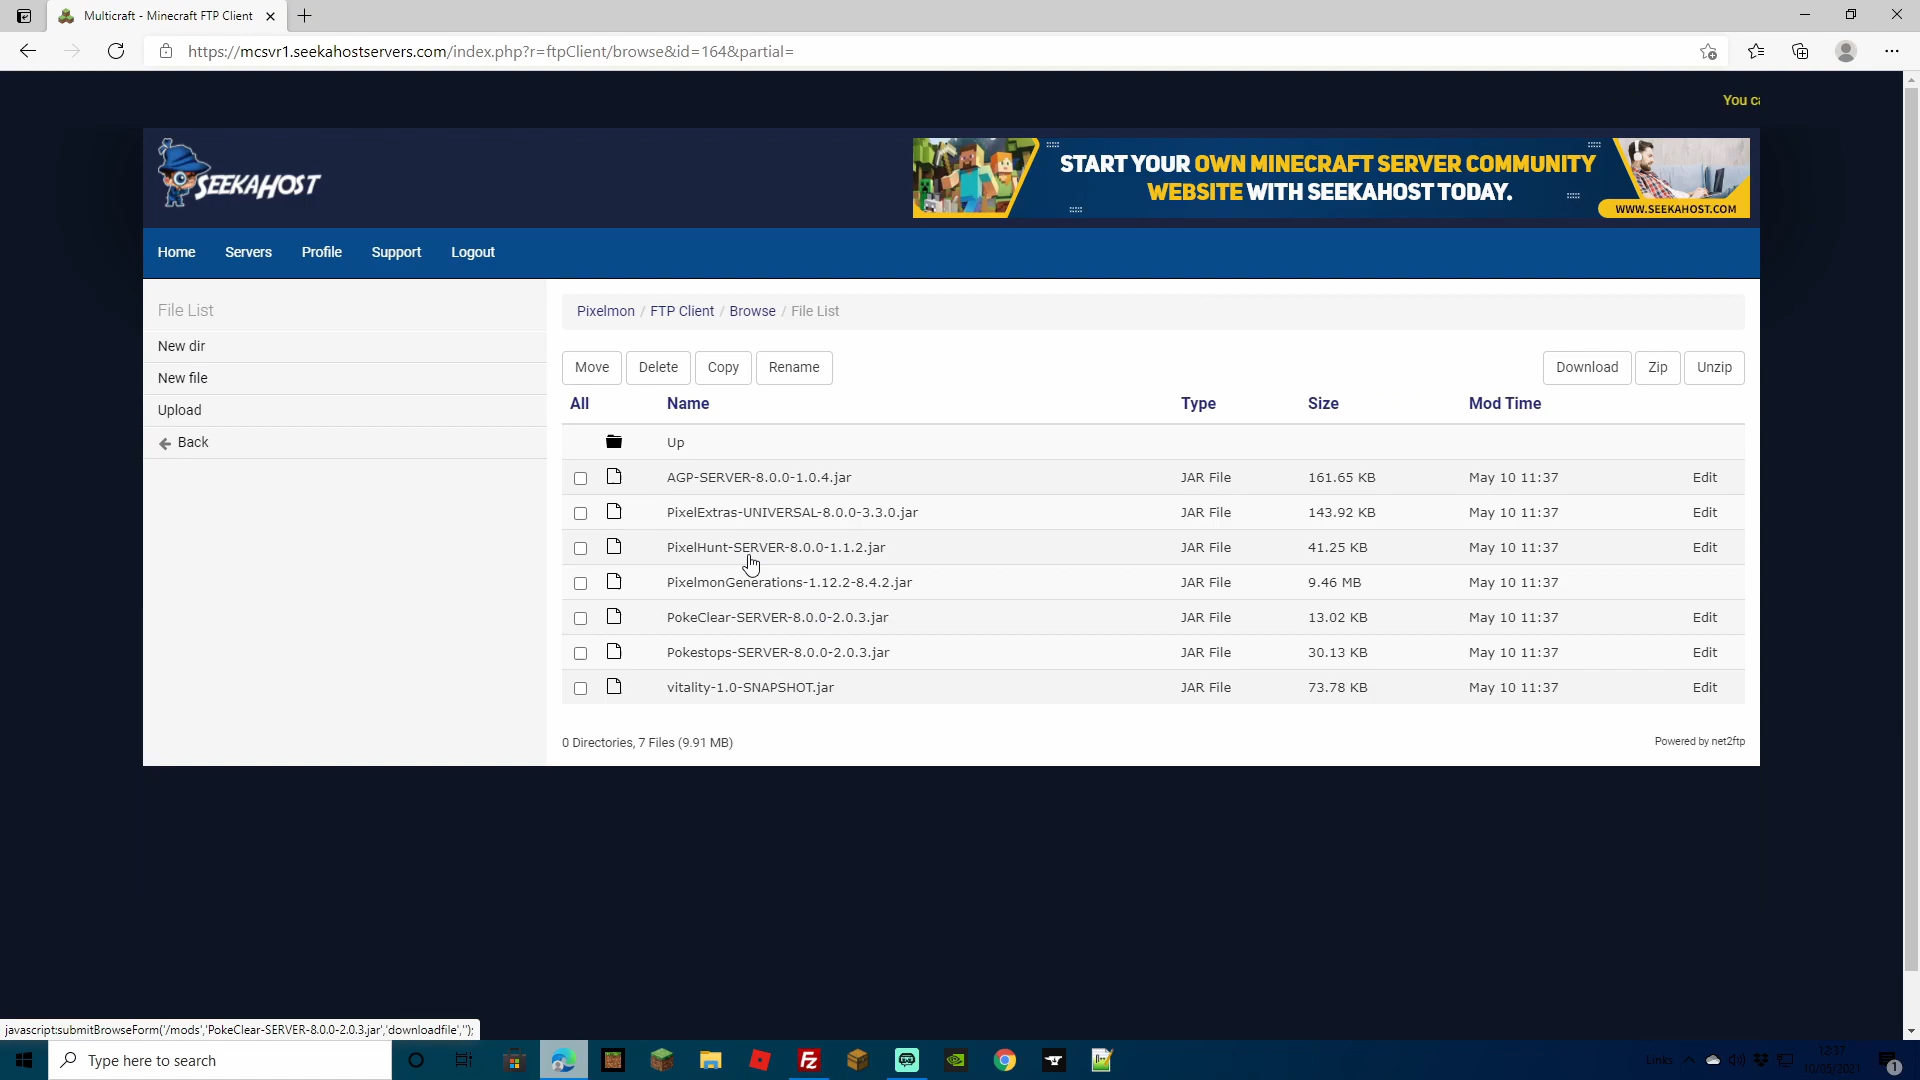 Multicraft - Minecraft FTP Client
https://mcsvr1.seekahostservers.com/index.php?r=ftpClient/browse&id=164&partial=
You ca
SEEKAHOST
START YOUR OWN MINECRAFT SERVER COMMUNITY
WEBSITE WITH SEEKAHOST TODAY.
WWW.SEEKAHOST.COM
Home Servers Profile Support Logout
File List
New dir
New file
Upload
Back
Pixelmon / FTP Client / Browse / File List
Move Delete Copy Rename Download Zip Unzip
All Name Type Size Mod Time
Up
AGP-SERVER-8.0.0-1.0.4.jar JAR File 161.65 KB May 10 11:37 Edit
PixelExtras-UNIVERSAL-8.0.0-3.3.0.jar JAR File 143.92 KB May 10 11:37 Edit
PixelHunt-SERVER-8.0.0-1.1.2.jar JAR File 41.25 KB May 10 11:37 Edit
PixelmonGenerations-1.12.2-8.4.2.jar JAR File 9.46 MB May 10 11:37
PokeClear-SERVER-8.0.0-2.0.3.jar JAR File 13.02 KB May 10 11:37 Edit
Pokestops-SERVER-8.0.0-2.0.3.jar JAR File 30.13 KB May 10 11:37 Edit
vitality-1.0-SNAPSHOT.jar JAR File 73.78 KB May 10 11:37 Edit
0 Directories, 7 Files (9.91 MB)
Powered by net2ftp
javascript:submitBrowseForm('/mods','PokeClear-SERVER-8.0.0-2.0.3.jar','downloadfile','');
Type here to search
Links
12:37
10/05/2021
1